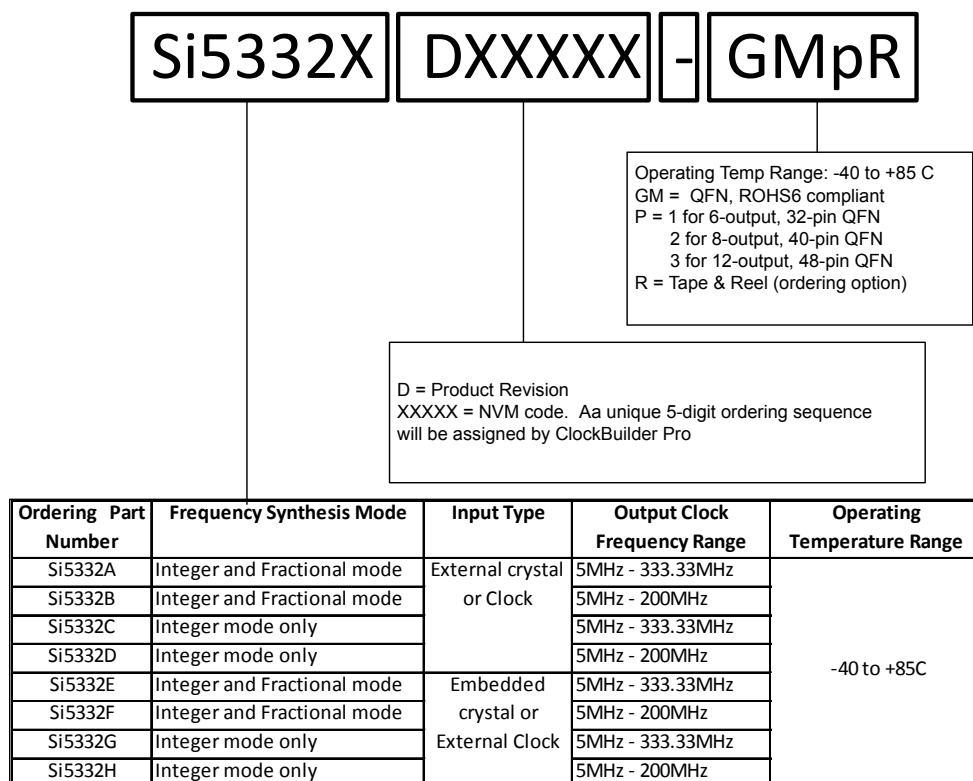 Si5332X DXXXXX - GMpR
Operating Temp Range: -40 to +85 C
GM = QFN, ROHS6 compliant
P = 1 for 6-output, 32-pin QFN
2 for 8-output, 40-pin QFN
3 for 12-output, 48-pin QFN
R = Tape & Reel (ordering option)
D = Product Revision
XXXXX = NVM code. Aa unique 5-digit ordering sequence
will be assigned by ClockBuilder Pro
Ordering Part Number Frequency Synthesis Mode Input Type Output Clock Frequency Range Operating Temperature Range
Si5332A Integer and Fractional mode External crystal or Clock 5MHz - 333.33MHz -40 to +85C
Si5332B Integer and Fractional mode 5MHz - 200MHz
Si5332C Integer mode only 5MHz - 333.33MHz
Si5332D Integer mode only 5MHz - 200MHz
Si5332E Integer and Fractional mode Embedded crystal or External Clock 5MHz - 333.33MHz
Si5332F Integer and Fractional mode 5MHz - 200MHz
Si5332G Integer mode only 5MHz - 333.33MHz
Si5332H Integer mode only 5MHz - 200MHz